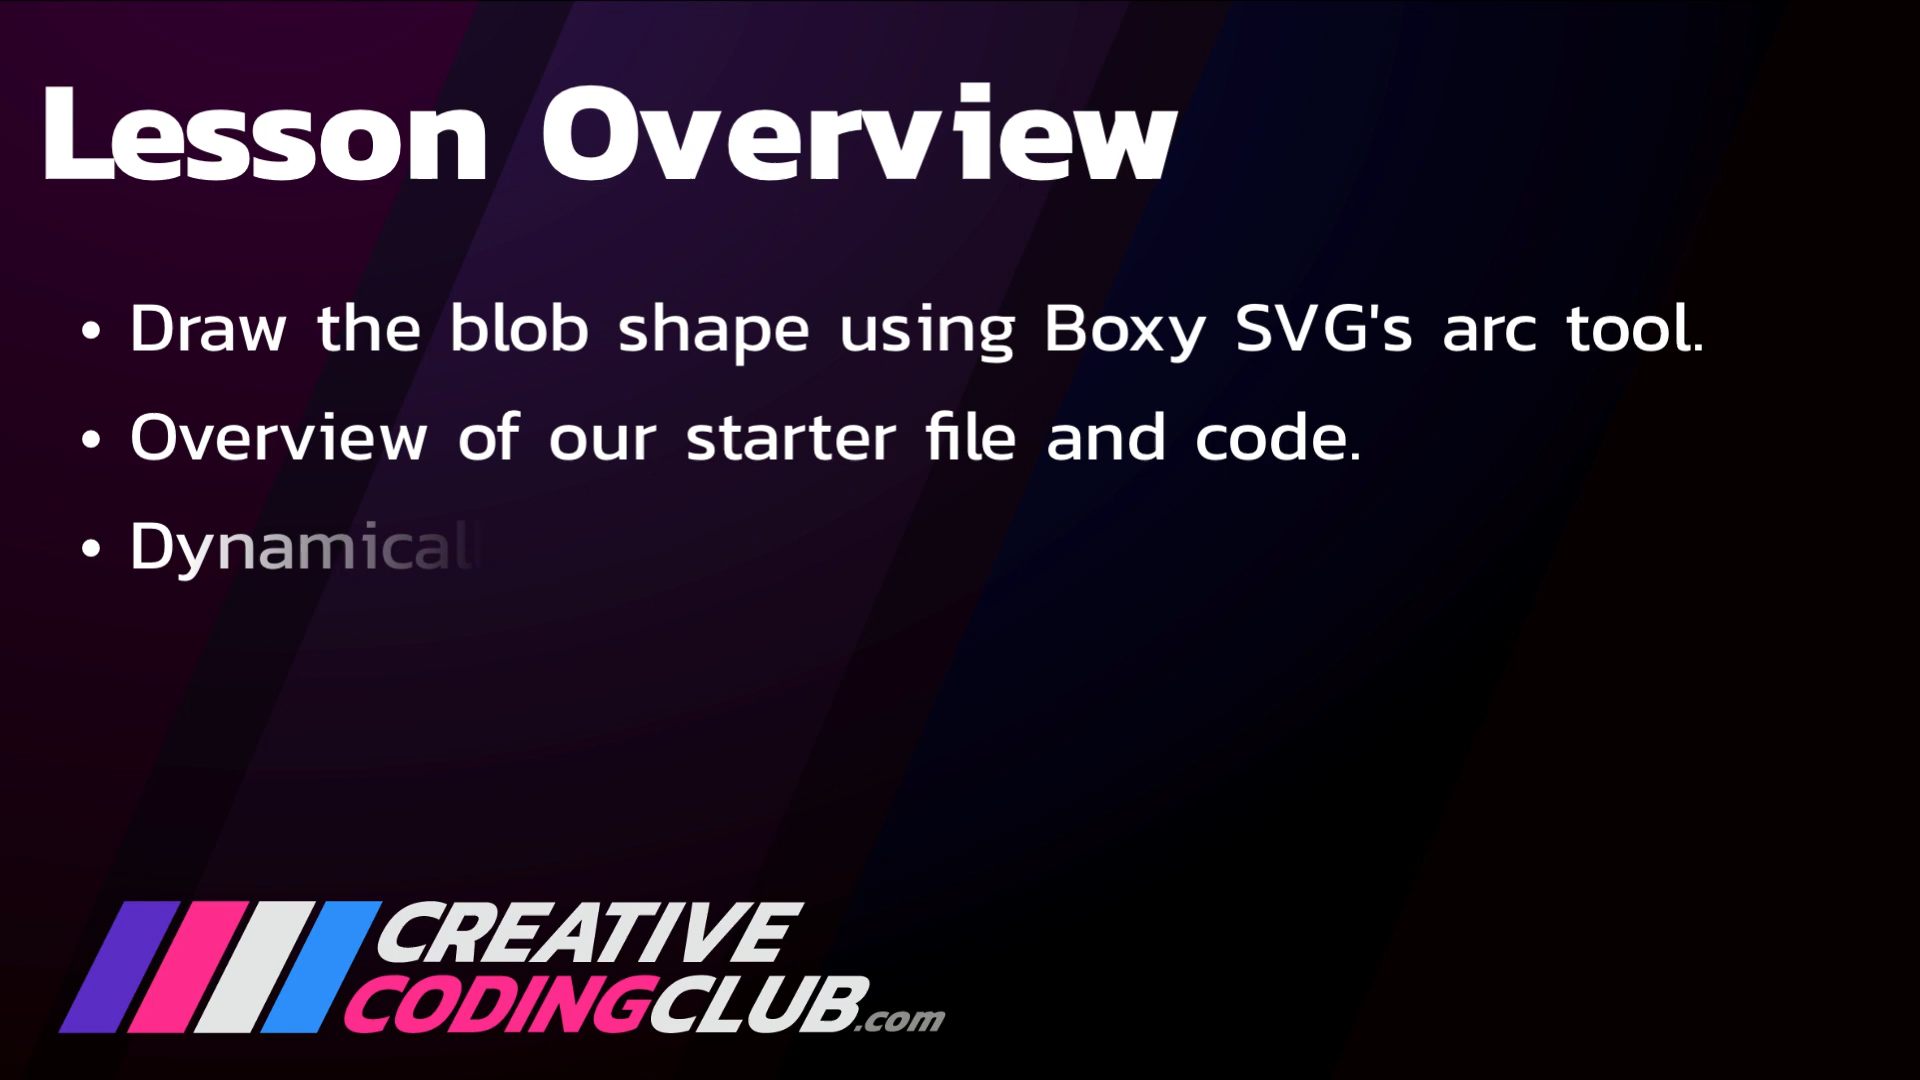 Lesson Overview
• Draw the blob shape using Boxy SVG's arc tool.
• Overview of our starter file and code.
• Dynamical
CREATIVE
CODINGCLUB.com